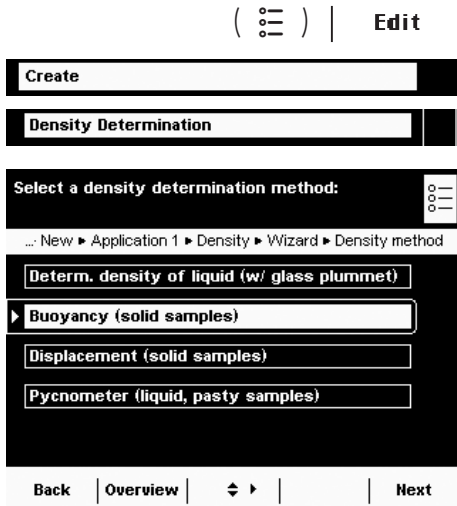 Edit
Create
Density Determination
Select a density determination method:
... New ▸ Application 1 ▸ Density ▸ Wizard ▸ Density method
Determ. density of liquid (w/ glass plummet)
Buoyancy (solid samples)
Displacement (solid samples)
Pycnometer (liquid, pasty samples)
Back Overview Next